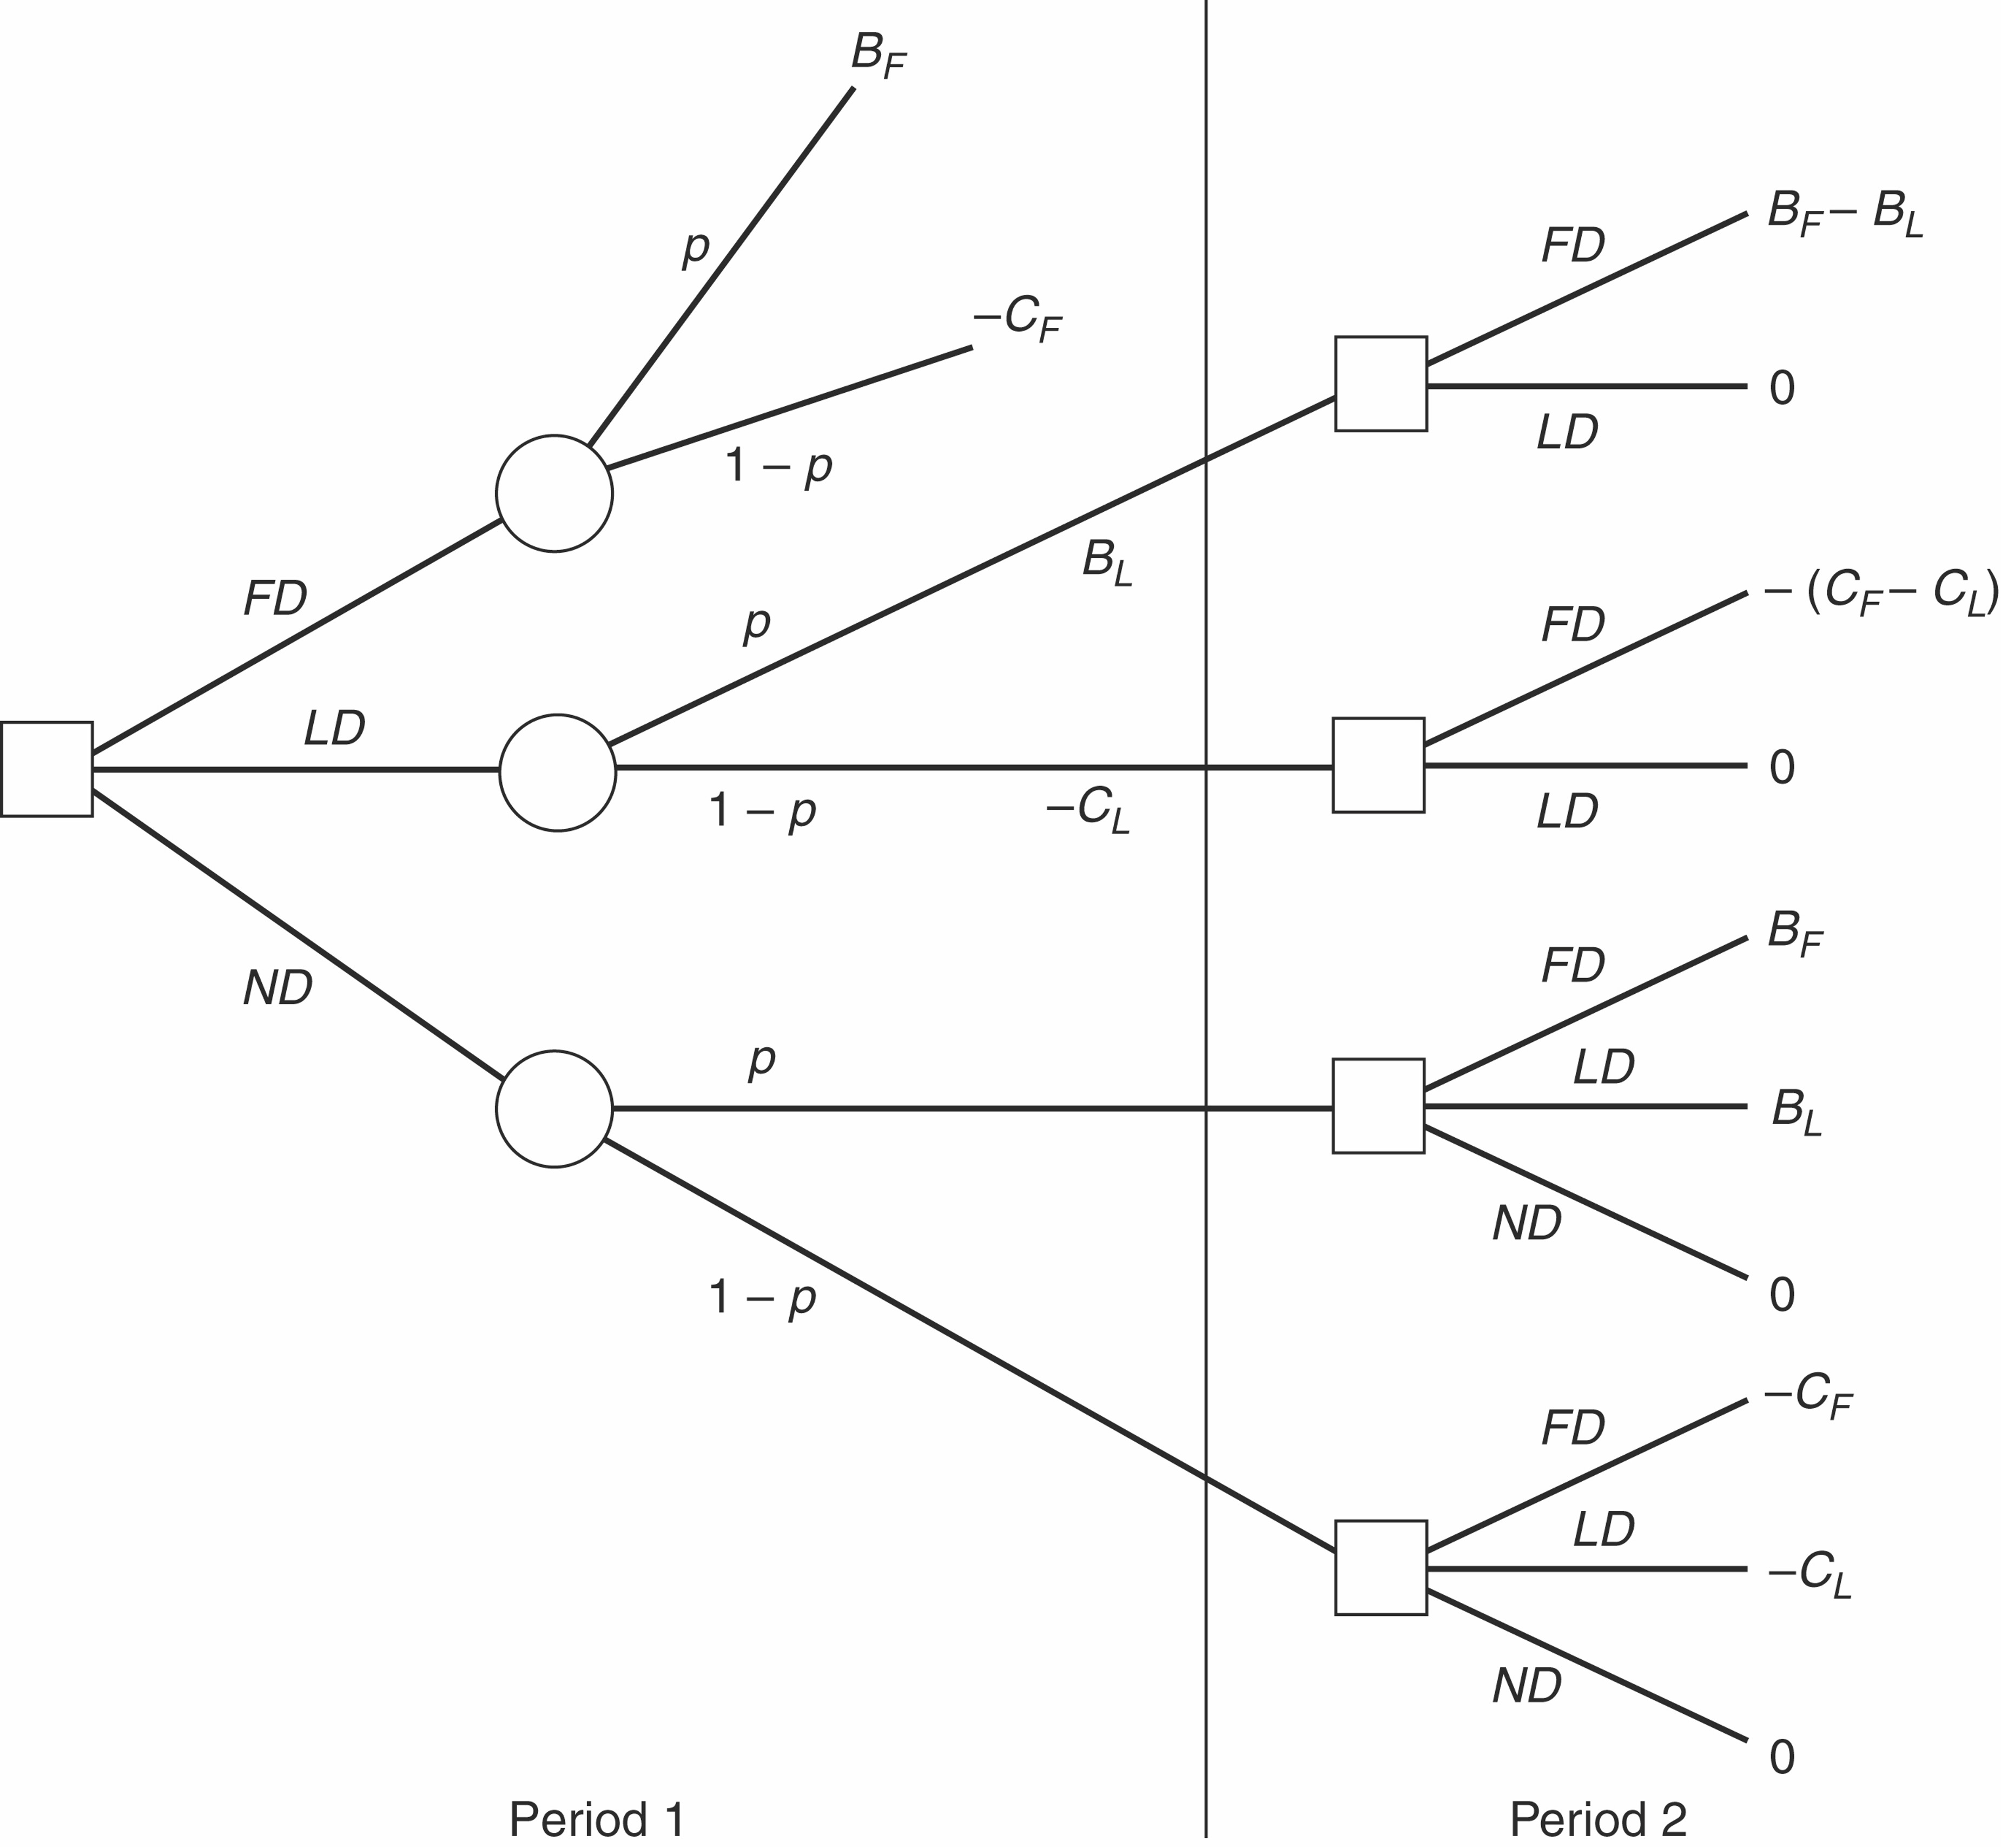 B_F
p
−C_F
1 − p
FD
B_F − B_L
0
LD
FD
LD
p
B_L
1 − p
−C_L
FD
− (C_F − C_L)
0
LD
ND
p
FD
B_F
LD
B_L
ND
0
1 − p
FD
−C_F
LD
−C_L
ND
0
Period 1
Period 2